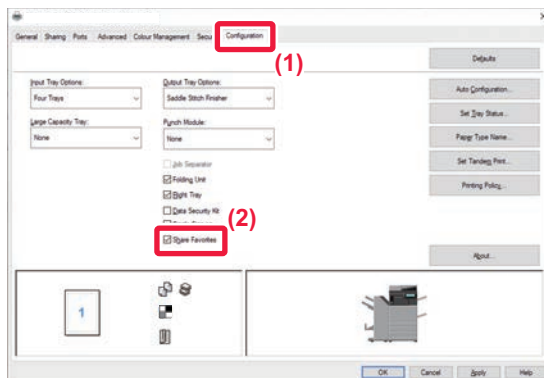 General Sharing Ports Advanced Colour Management Secu Configuration
(1)
Defaults
Input Tray Options:
Output Tray Options:
Four Trays
Saddle Stitch Finisher
Auto Configuration...
Set Tray Status...
Large Capacity Tray:
Punch Module:
Paper Type Name...
None
None
Set Tandem Print...
Job Separator
Folding Unit
Printing Policy...
Right Tray
Data Security Kit
(2)
Share Favorites
About...
1
OK Cancel Apply Help